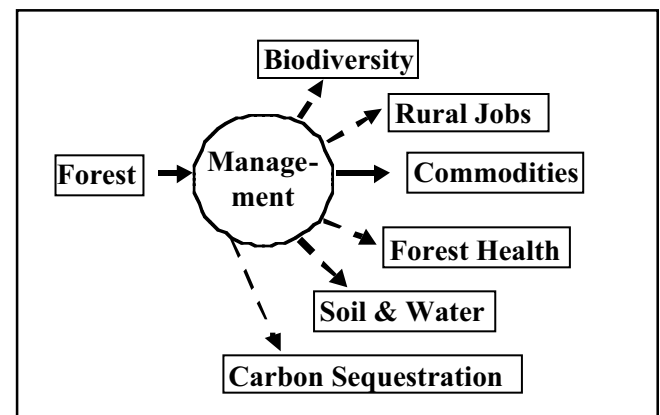 Biodiversity
Rural Jobs
Forest
Manage-
ment
Commodities
Forest Health
Soil & Water
Carbon Sequestration